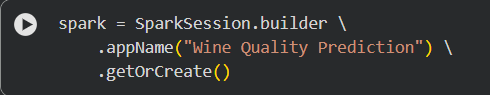 spark = SparkSession.builder \
    .appName("Wine Quality Prediction") \
    .getOrCreate()